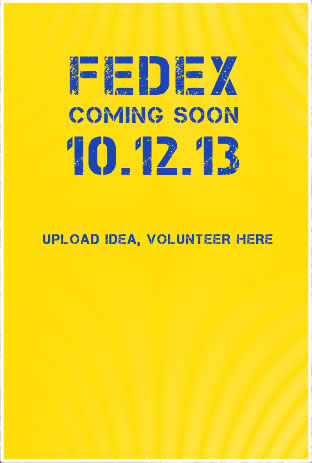 FEDEX
COMING SOON
10.12.13
UPLOAD IDEA, VOLUNTEER HERE